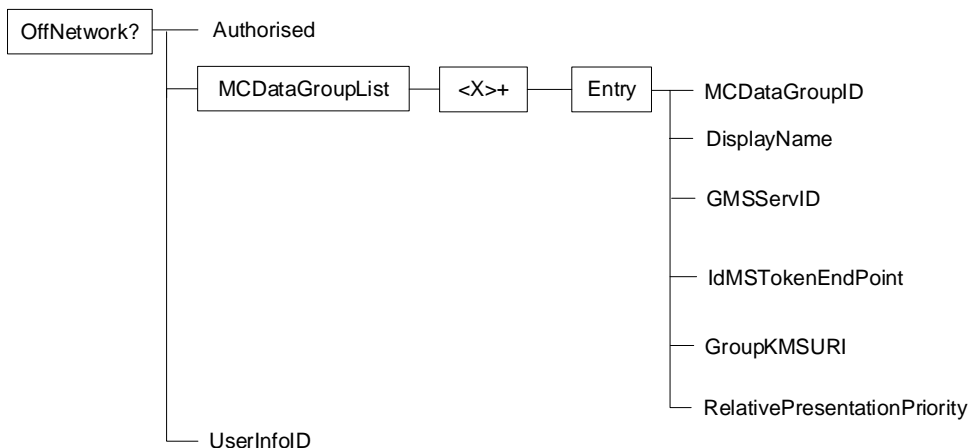 OffNetwork?
Authorised
MCDataGroupList
<X>+
Entry
MCDataGroupID
DisplayName
GMSServID
IdMSTokenEndPoint
GroupKMSURI
RelativePresentationPriority
UserInfoID